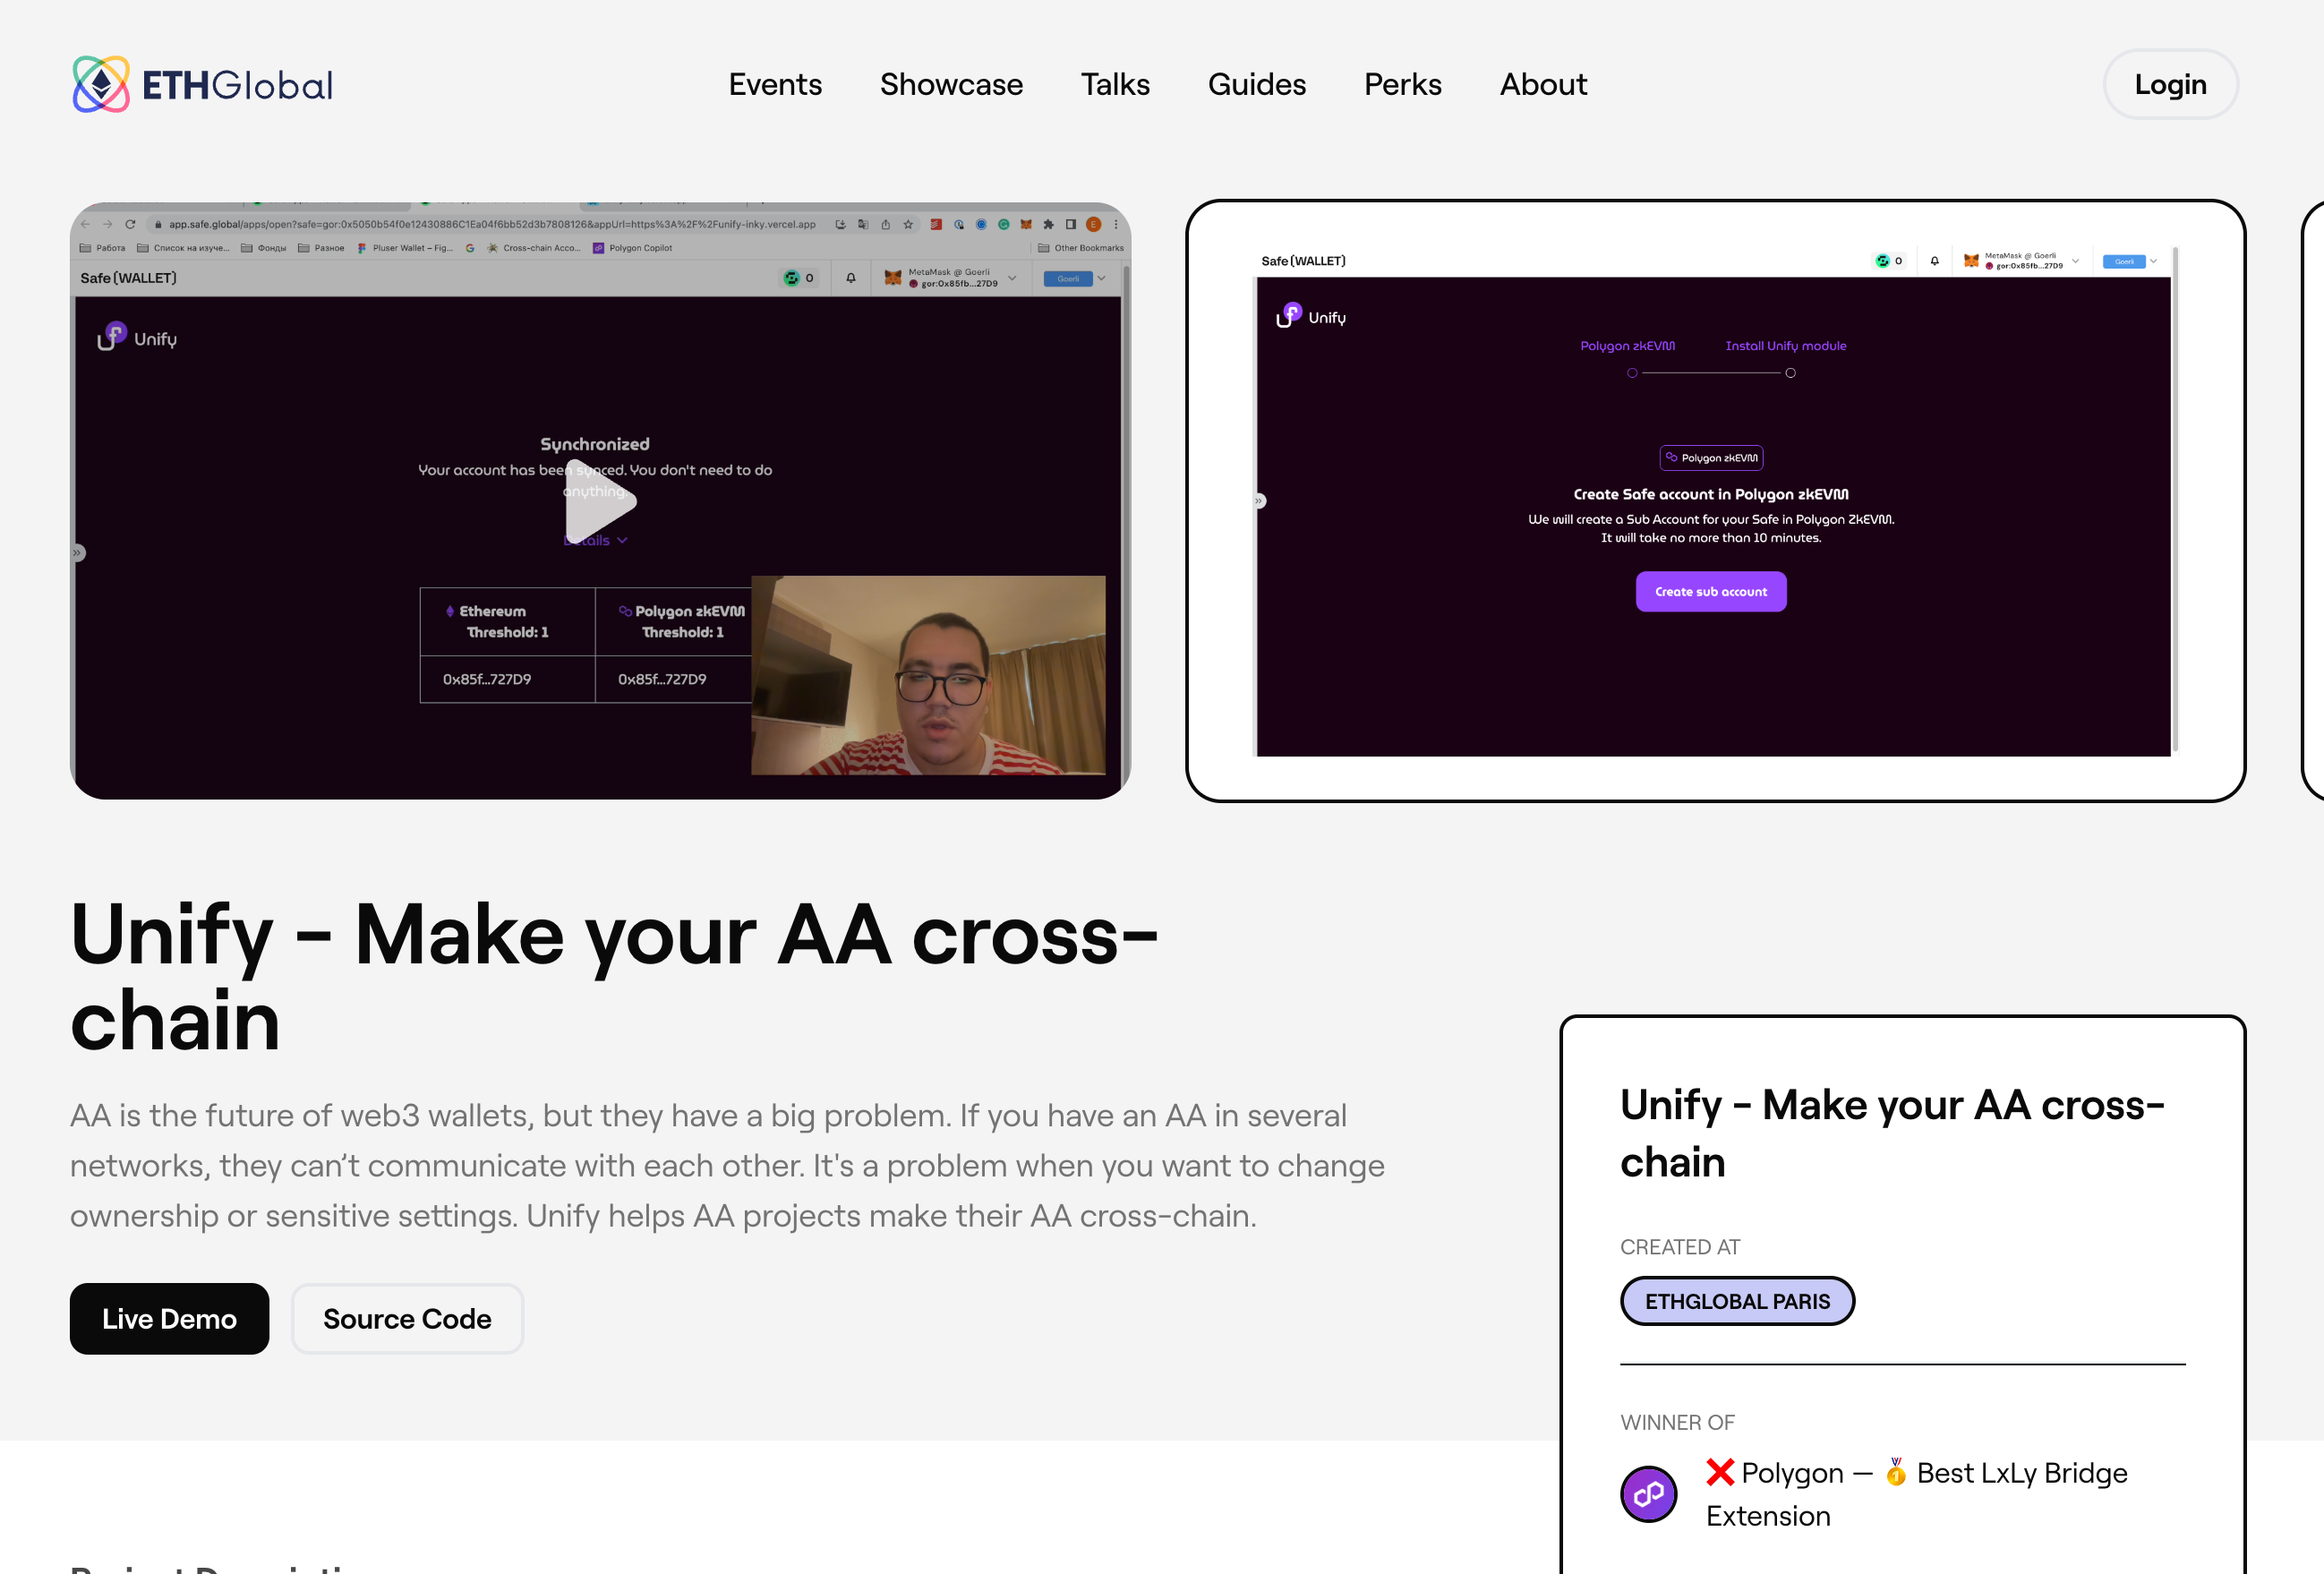 ETHGlobal
Events
Showcase
Talks
Guides
Perks
About
Login
app.safe.global/apps/open?safe=gor:0x5050b54f0e12430886C1Ea04f6bb52d3b7808126&appUrl=https%3A%2F%2Funify-inky.vercel.app
Работа
Список на изуче...
Фонды
Разное
Pluser Wallet – Fig...
Cross-chain Acco...
Polygon Copilot
Other Bookmarks
Safe{WALLET}
0
MetaMask @ Goerli
gor:0x85fb...27D9
Goerli
Unify
Synchronized
Your account has been synced. You don't need to do
anything.
Details
Ethereum
Threshold: 1
Polygon zkEVM
Threshold: 1
0x85f...727D9
0x85f...727D9
Safe{WALLET}
0
MetaMask @ Goerli
gor:0x85fb...27D9
Goerli
Unify
Polygon zkEVM
Install Unify module
Polygon zkEVM
Create Safe account in Polygon zkEVM
We will create a Sub Account for your Safe in Polygon ZkEVM.
It will take no more than 10 minutes.
Create sub account
Unify - Make your AA cross-
chain
AA is the future of web3 wallets, but they have a big problem. If you have an AA in several
networks, they can’t communicate with each other. It's a problem when you want to change
ownership or sensitive settings. Unify helps AA projects make their AA cross-chain.
Live Demo
Source Code
Unify - Make your AA cross-
chain
CREATED AT
ETHGLOBAL PARIS
WINNER OF
❌ Polygon — 🥇 Best LxLy Bridge
Extension